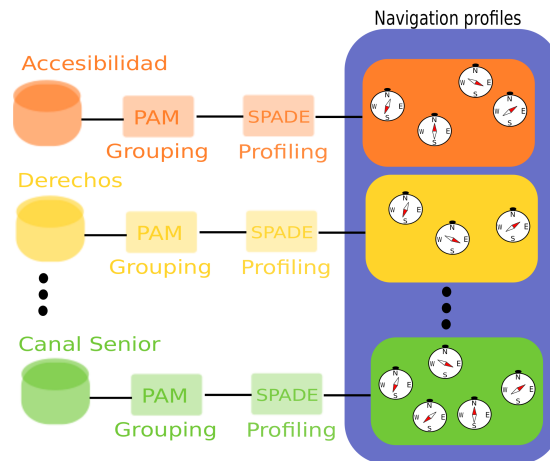 Navigation profiles
Accesibilidad
PAM
SPADE
Grouping
Profiling
N
W E
S
N
W E
S
N
W E
S
N
W E
S
Derechos
PAM
SPADE
Grouping
Profiling
N
W E
S
N
W E
S
N
W E
S
Canal Senior
PAM
SPADE
Grouping
Profiling
N
W E
S
N
W E
S
N
W E
S
N
W E
S
N
W E
S